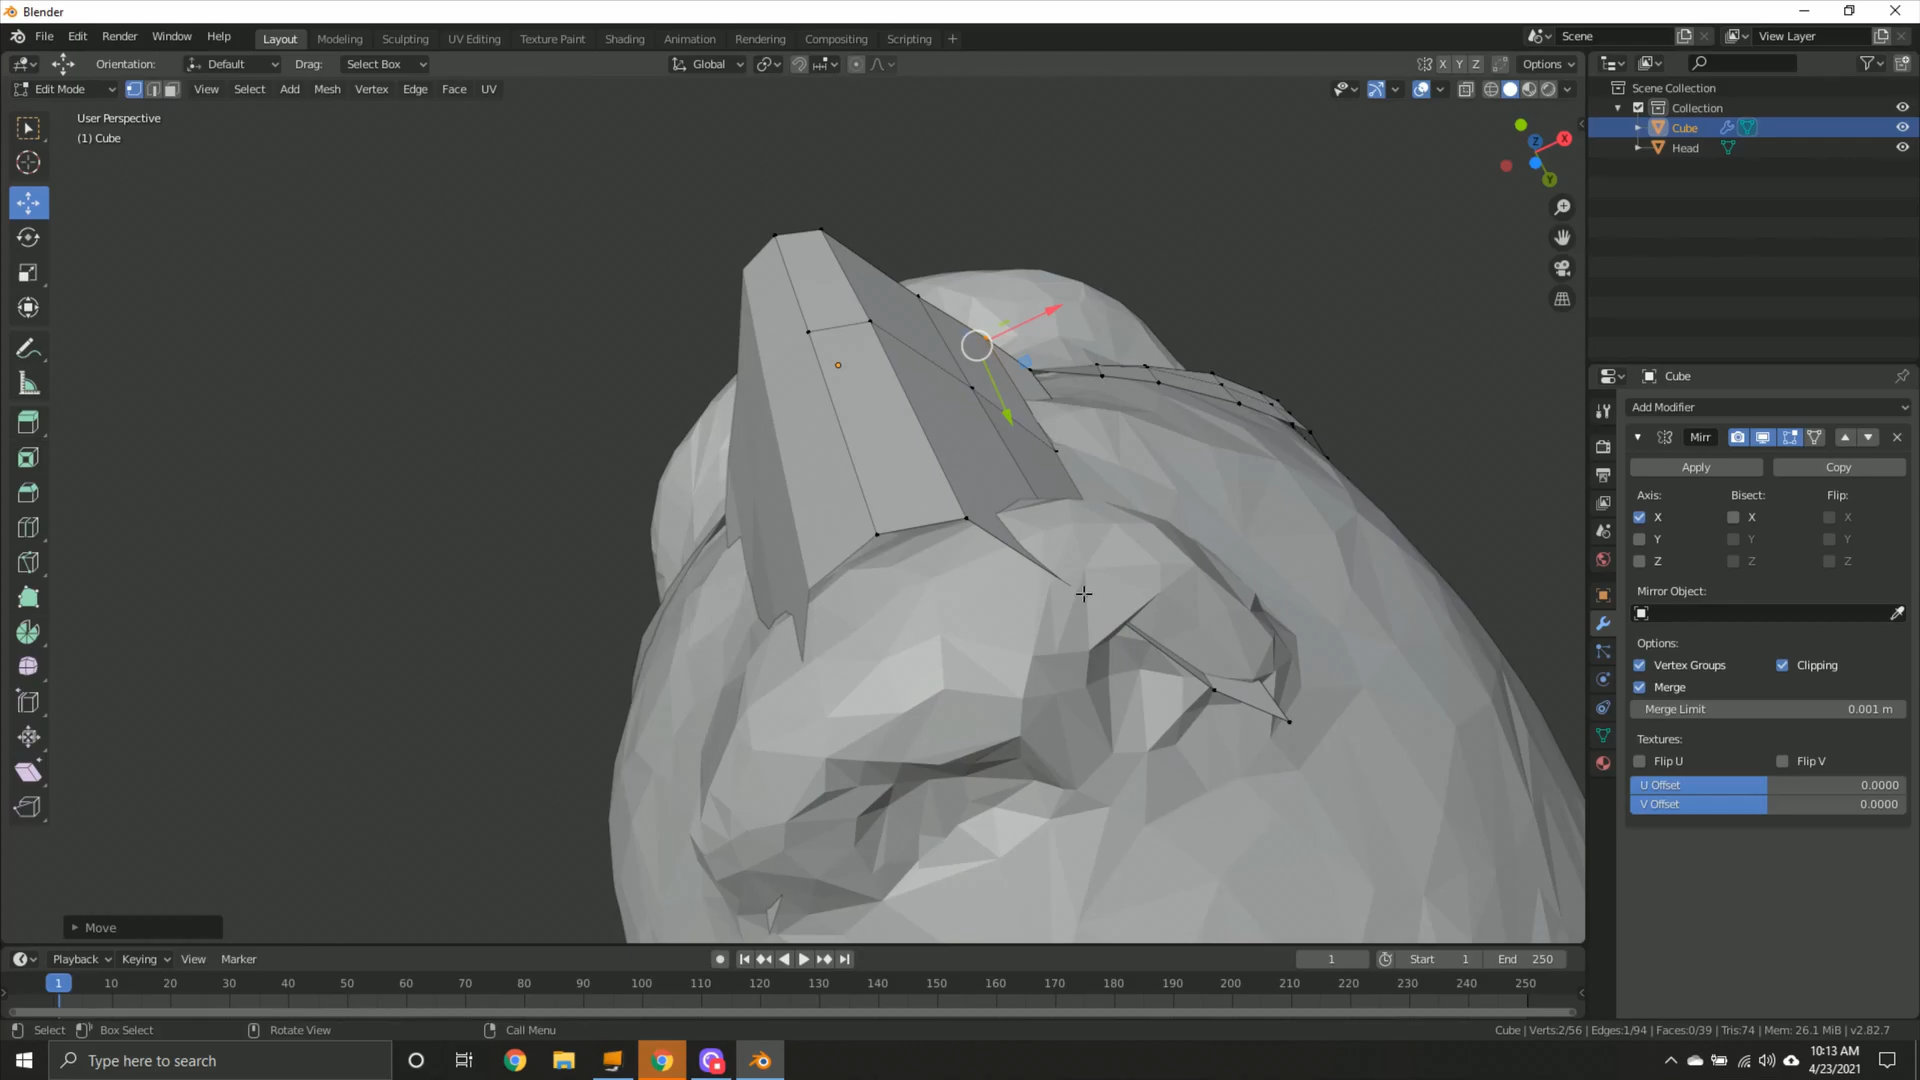 Blender
File Edit Render Window Help
Layout Modeling Sculpting UV Editing Texture Paint Shading Animation Rendering Compositing Scripting +
Scene
View Layer
Orientation: Default Drag: Select Box
Global
X Y Z Options
Edit Mode View Select Add Mesh Vertex Edge Face UV
User Perspective
(1) Cube
X
Z
Y
Scene Collection
Collection
Cube
Head
Cube
Add Modifier
Mirr
Apply Copy
Axis: Bisect: Flip:
X X X
Y Y Y
Z Z Z
Mirror Object:
Options:
Vertex Groups Clipping
Merge
Merge Limit 0.001 m
Textures:
Flip U Flip V
U Offset 0.0000
V Offset 0.0000
Move
Playback Keying View Marker
1 Start 1 End 250
1 10 20 30 40 50 60 70 80 90 100 110 120 130 140 150 160 170 180 190 200 210 220 230 240 250
Select Box Select Rotate View Call Menu
Cube | Verts:2/56 | Edges:1/94 | Faces:0/39 | Tris:74 | Mem: 26.1 MiB | v2.82.7
Type here to search
10:13 AM
4/23/2021